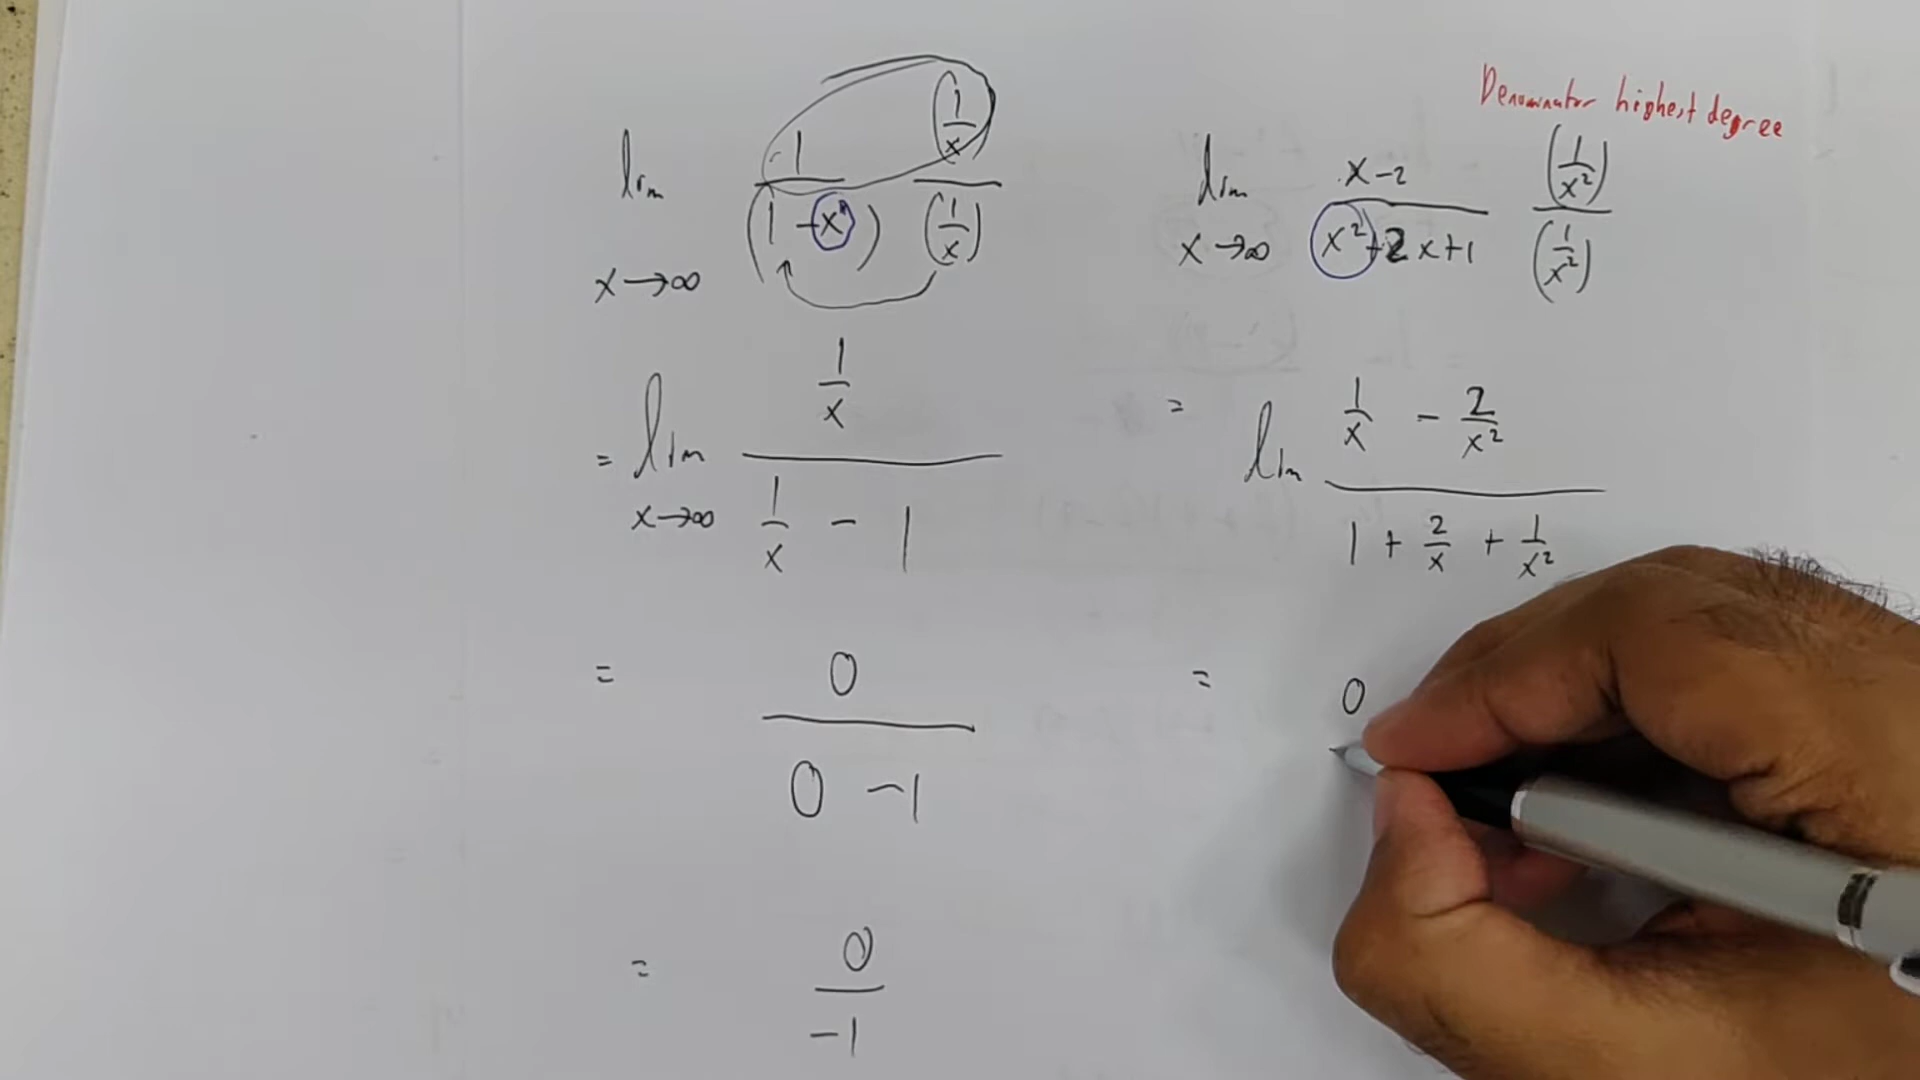 Denominator highest degree
lim x→∞ 1/(1-x¹) (1/x)/(1/x)
= lim x→∞ (1/x)/(1/x - 1)
= 0/(0 -1)
= 0/-1
lim x→∞ (x-2)/(x²+2x+1) (1/x²)/(1/x²)
= lim (1/x - 2/x²)/(1 + 2/x + 1/x²)
= 0